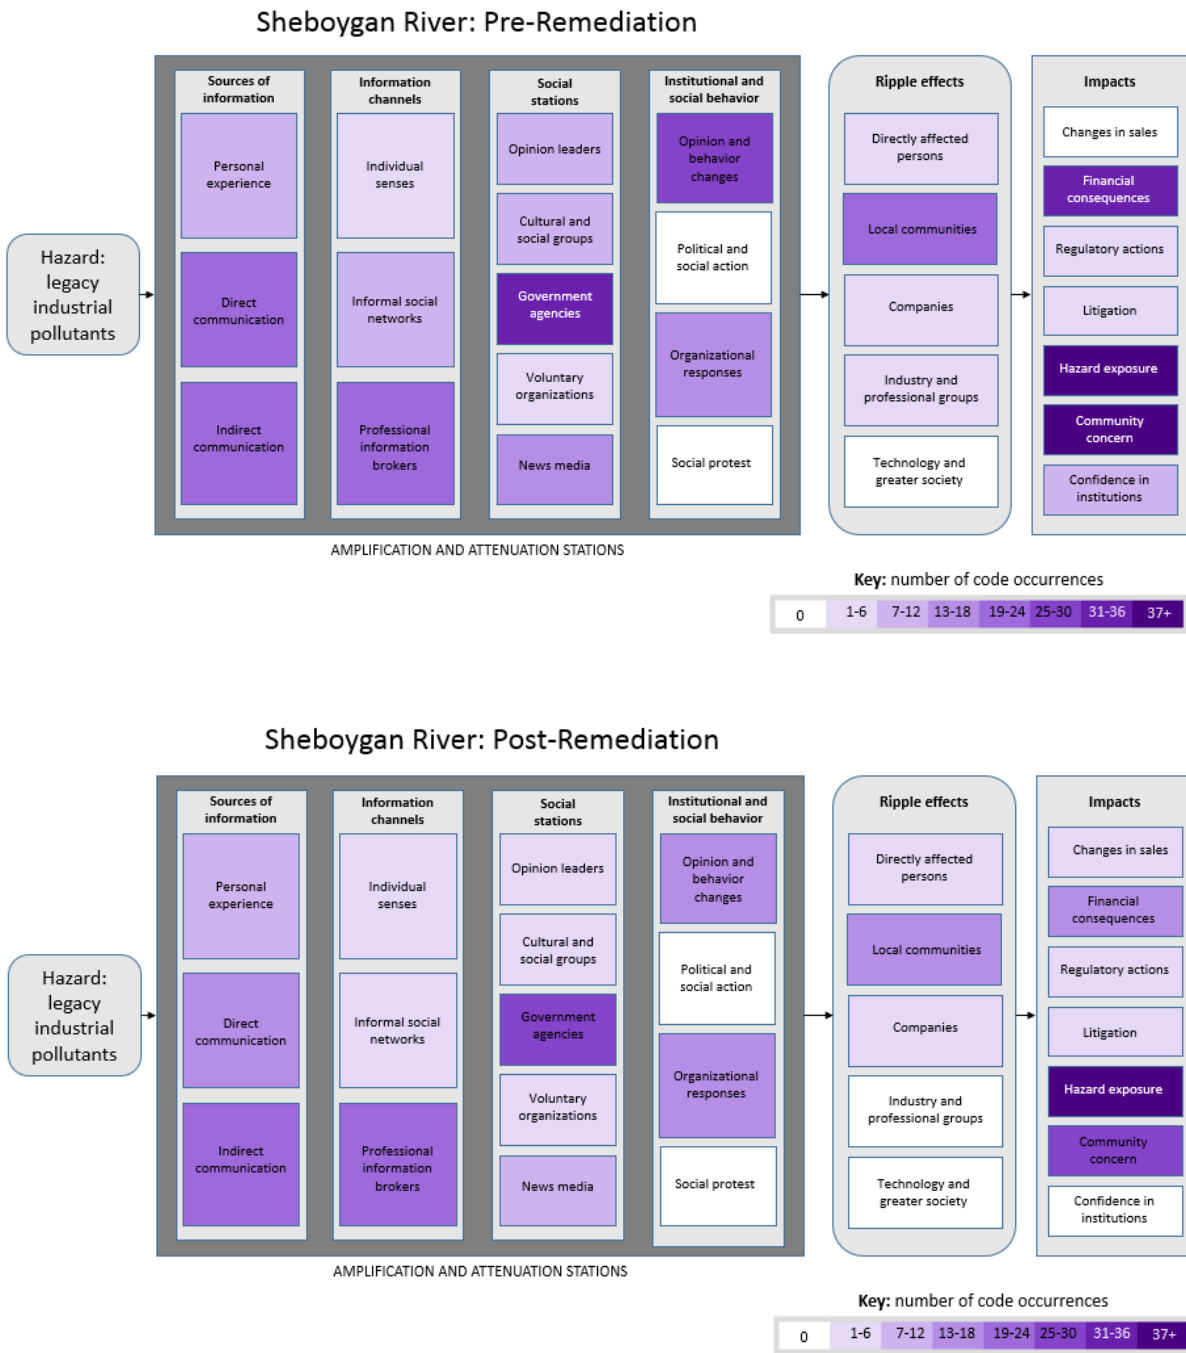 Sheboygan River: Pre-Remediation
Hazard:
legacy
industrial
pollutants
Sources of
information
Personal
experience
Direct
communication
Indirect
communication
Information
channels
Individual
senses
Informal social
networks
Professional
information
brokers
Social
stations
Opinion leaders
Cultural and
social groups
Government
agencies
Voluntary
organizations
News media
Institutional and
social behavior
Opinion and
behavior
changes
Political and
social action
Organizational
responses
Social protest
AMPLIFICATION AND ATTENUATION STATIONS
Ripple effects
Directly affected
persons
Local communities
Companies
Industry and
professional groups
Technology and
greater society
Impacts
Changes in sales
Financial
consequences
Regulatory actions
Litigation
Hazard exposure
Community
concern
Confidence in
institutions
Key: number of code occurrences
0 1-6 7-12 13-18 19-24 25-30 31-36 37+
Sheboygan River: Post-Remediation
Hazard:
legacy
industrial
pollutants
Sources of
information
Personal
experience
Direct
communication
Indirect
communication
Information
channels
Individual
senses
Informal social
networks
Professional
information
brokers
Social
stations
Opinion leaders
Cultural and
social groups
Government
agencies
Voluntary
organizations
News media
Institutional and
social behavior
Opinion and
behavior
changes
Political and
social action
Organizational
responses
Social protest
AMPLIFICATION AND ATTENUATION STATIONS
Ripple effects
Directly affected
persons
Local communities
Companies
Industry and
professional groups
Technology and
greater society
Impacts
Changes in sales
Financial
consequences
Regulatory actions
Litigation
Hazard exposure
Community
concern
Confidence in
institutions
Key: number of code occurrences
0 1-6 7-12 13-18 19-24 25-30 31-36 37+